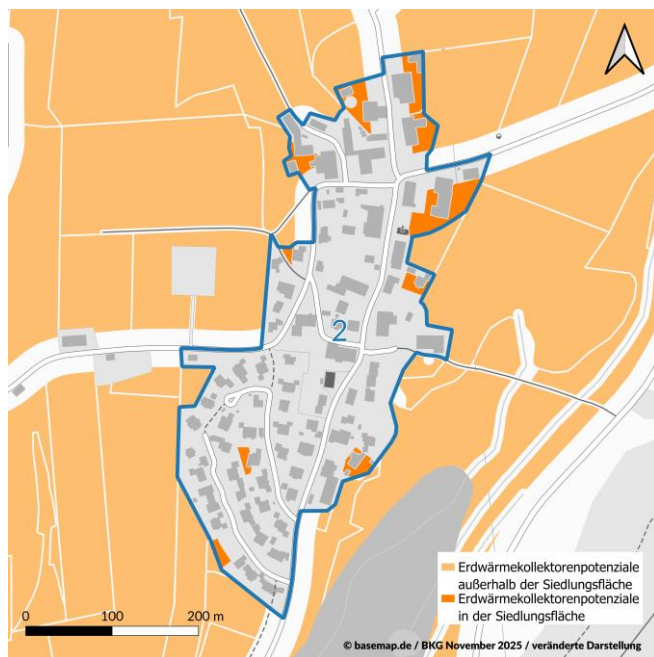 2
Erdwärmekollektorenpotenziale
außerhalb der Siedlungsfläche
Erdwärmekollektorenpotenziale
in der Siedlungsfläche
0 100 200 m
© basemap.de / BKG November 2025 / veränderte Darstellung